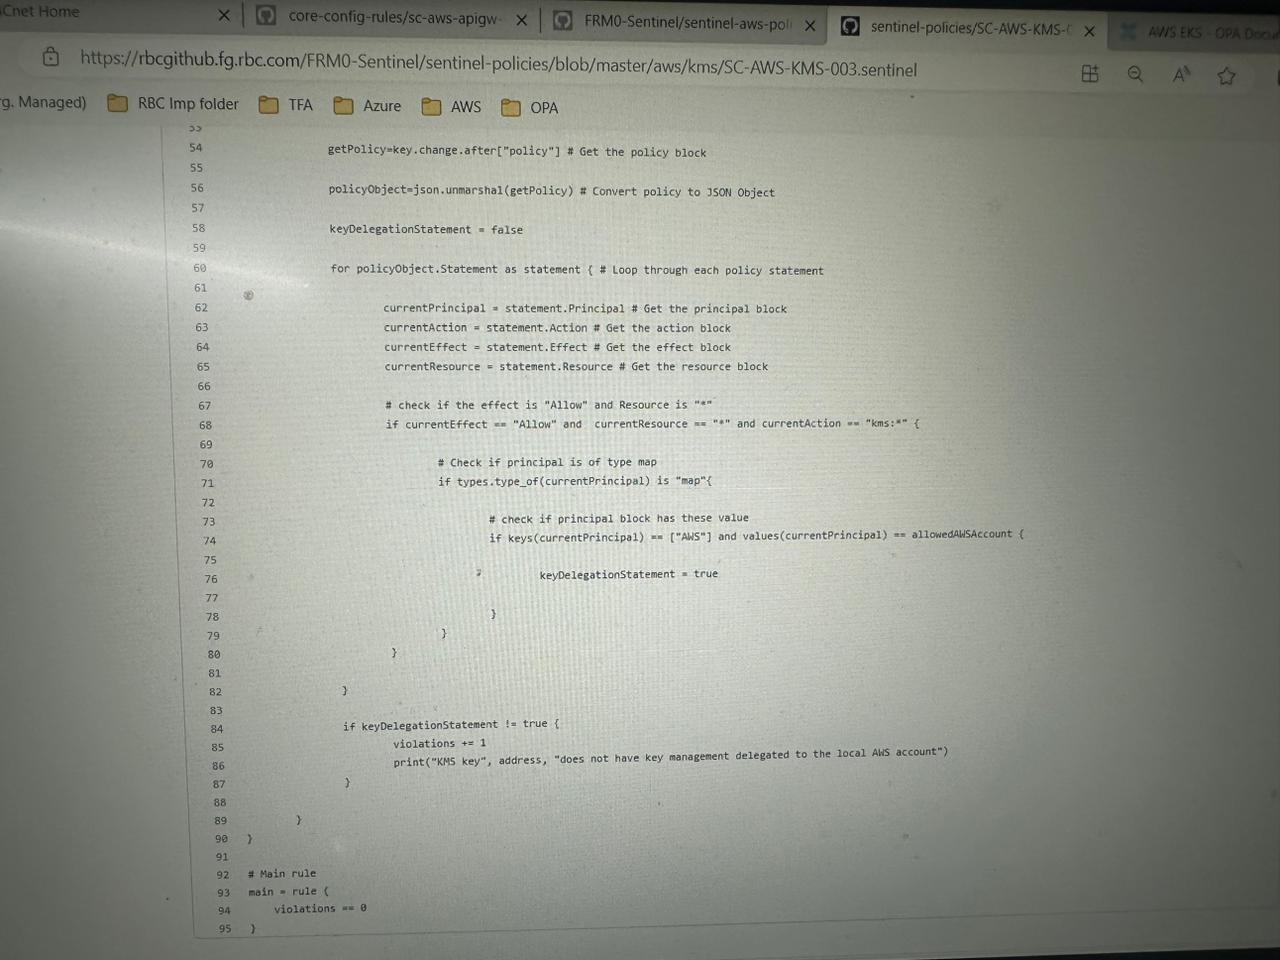 Cnet Home
core-config-rules/sc-aws-apigw-
FRM0-Sentinel/sentinel-aws-poli
sentinel-policies/SC-AWS-KMS-0
AWS EKS - OPA Docu
https://rbcgithub.fg.rbc.com/FRM0-Sentinel/sentinel-policies/blob/master/aws/kms/SC-AWS-KMS-003.sentinel
g. Managed)
RBC Imp folder
TFA
Azure
AWS
OPA
53
54 getPolicy=key.change.after["policy"] # Get the policy block
55
56 policyObject=json.unmarshal(getPolicy) # Convert policy to JSON Object
57
58 keyDelegationStatement = false
59
60 for policyObject.Statement as statement { # Loop through each policy statement
61
62 currentPrincipal = statement.Principal # Get the principal block
63 currentAction = statement.Action # Get the action block
64 currentEffect = statement.Effect # Get the effect block
65 currentResource = statement.Resource # Get the resource block
66
67 # check if the effect is "Allow" and Resource is "*"
68 if currentEffect == "Allow" and  currentResource == "*" and currentAction == "kms:*" {
69
70 # Check if principal is of type map
71 if types.type_of(currentPrincipal) is "map"{
72
73 # check if principal block has these value
74 if keys(currentPrincipal) == ["AWS"] and values(currentPrincipal) == allowedAWSAccount {
75
76 keyDelegationStatement = true
77
78 }
79 }
80 }
81
82 }
83
84 if keyDelegationStatement != true {
85 violations += 1
86 print("KMS key", address, "does not have key management delegated to the local AWS account")
87 }
88
89 }
90 }
91
92 # Main rule
93 main = rule {
94 violations == 0
95 }